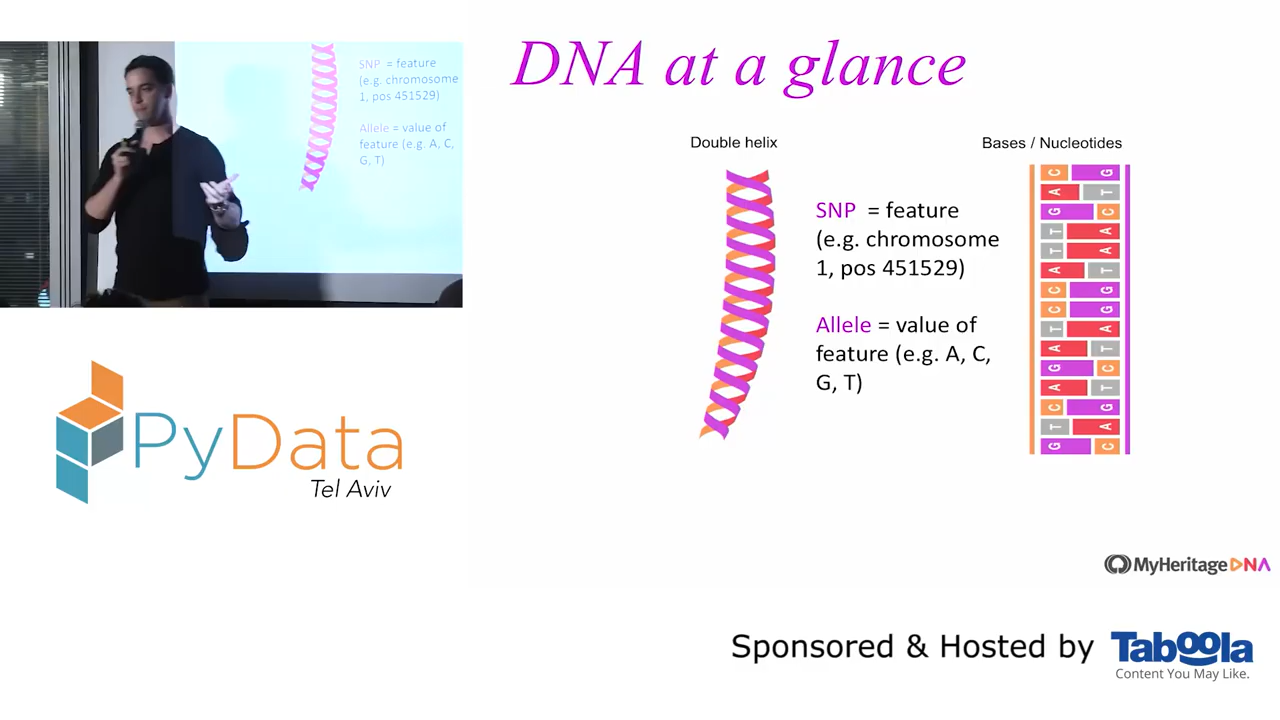 SNP = feature
(e.g. chromosome
1, pos 451529)
Allele = value of
feature (e.g. A, C,
G, T)
PyData
Tel Aviv
DNA at a glance
Double helix
Bases / Nucleotides
SNP = feature
(e.g. chromosome
1, pos 451529)
Allele = value of
feature (e.g. A, C,
G, T)
C G
A T
G C
T A
T A
A T
C G
C G
T A
A T
G C
A T
C G
T A
G C
MyHeritage DNA
Sponsored & Hosted by
Taboola
Content You May Like.